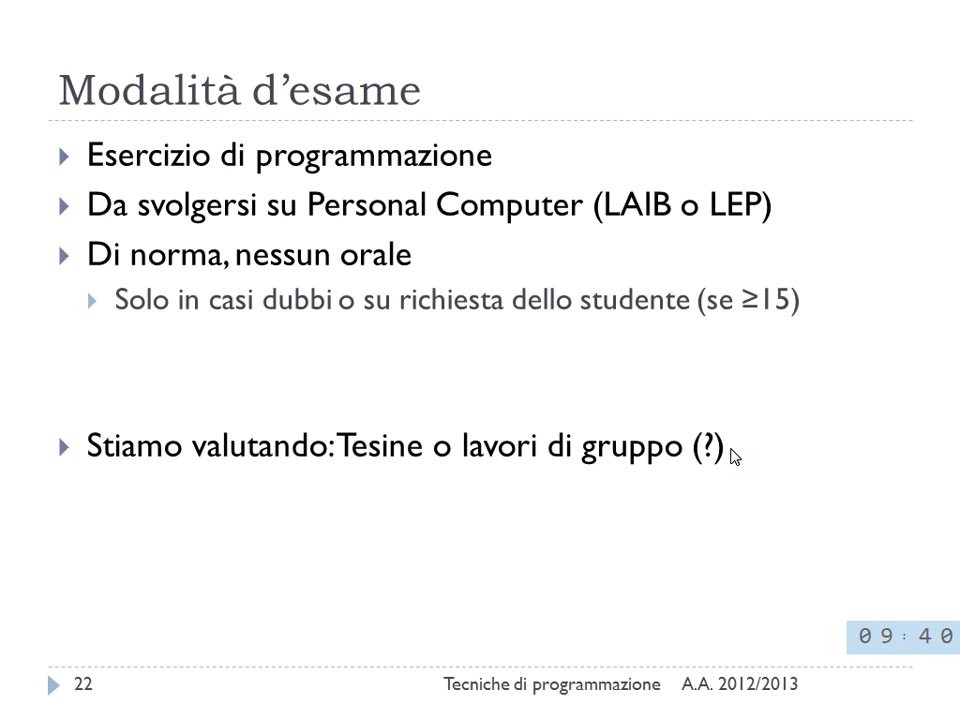 Modalità d’esame
Esercizio di programmazione
Da svolgersi su Personal Computer (LAIB o LEP)
Di norma, nessun orale
Solo in casi dubbi o su richiesta dello studente (se ≥15)
Stiamo valutando: Tesine o lavori di gruppo (?)
09:40
22 Tecniche di programmazione A.A. 2012/2013